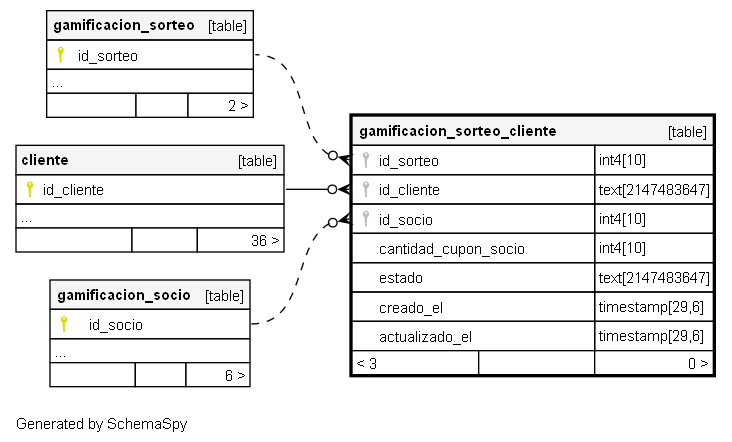 gamificacion_sorteo [table]
id_sorteo
...
2 >
cliente [table]
id_cliente
...
36 >
gamificacion_socio [table]
id_socio
...
6 >
gamificacion_sorteo_cliente [table]
id_sorteo int4[10]
id_cliente text[2147483647]
id_socio int4[10]
cantidad_cupon_socio int4[10]
estado text[2147483647]
creado_el timestamp[29,6]
actualizado_el timestamp[29,6]
< 3 0 >
Generated by SchemaSpy